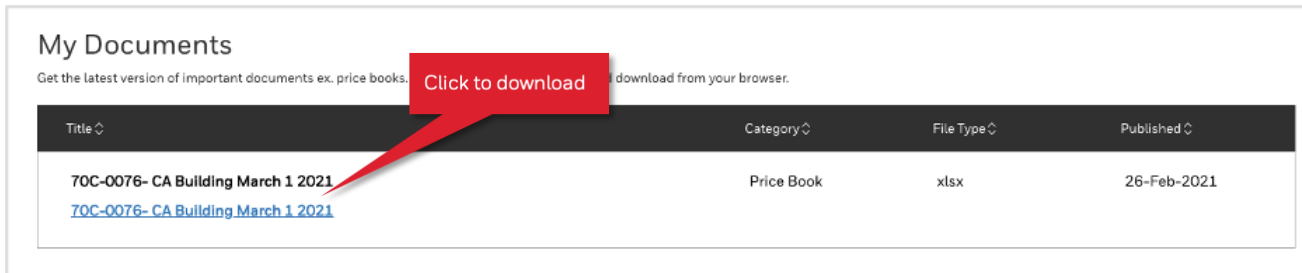 My Documents
Get the latest version of important documents ex. price books. download from your browser.
Click to download
Title Category File Type Published
70C-0076- CA Building March 1 2021 Price Book xlsx 26-Feb-2021
70C-0076- CA Building March 1 2021